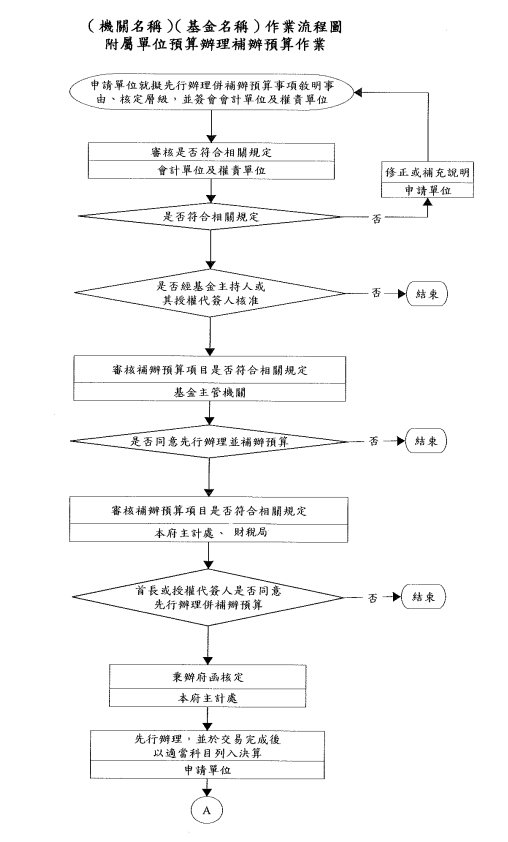 （機關名稱）（基金名稱）作業流程圖
附屬單位預算辦理補辦預算作業
申請單位就擬先行辦理併補辦預算事項敘明事
由、核定層級，並簽會會計單位及權責單位
審核是否符合相關規定
會計單位及權責單位
修正或補充說明
申請單位
是否符合相關規定
否
是否經基金主持人或
其授權代簽人核准
否
結束
審核補辦預算項目是否符合相關規定
基金主管機關
是否同意先行辦理並補辦預算
否
結束
審核補辦預算項目是否符合相關規定
本府主計處、財稅局
首長或授權代簽人是否同意
先行辦理併補辦預算
否
結束
秉辦府函核定
本府主計處
先行辦理，並於交易完成後
以適當科目列入決算
申請單位
A